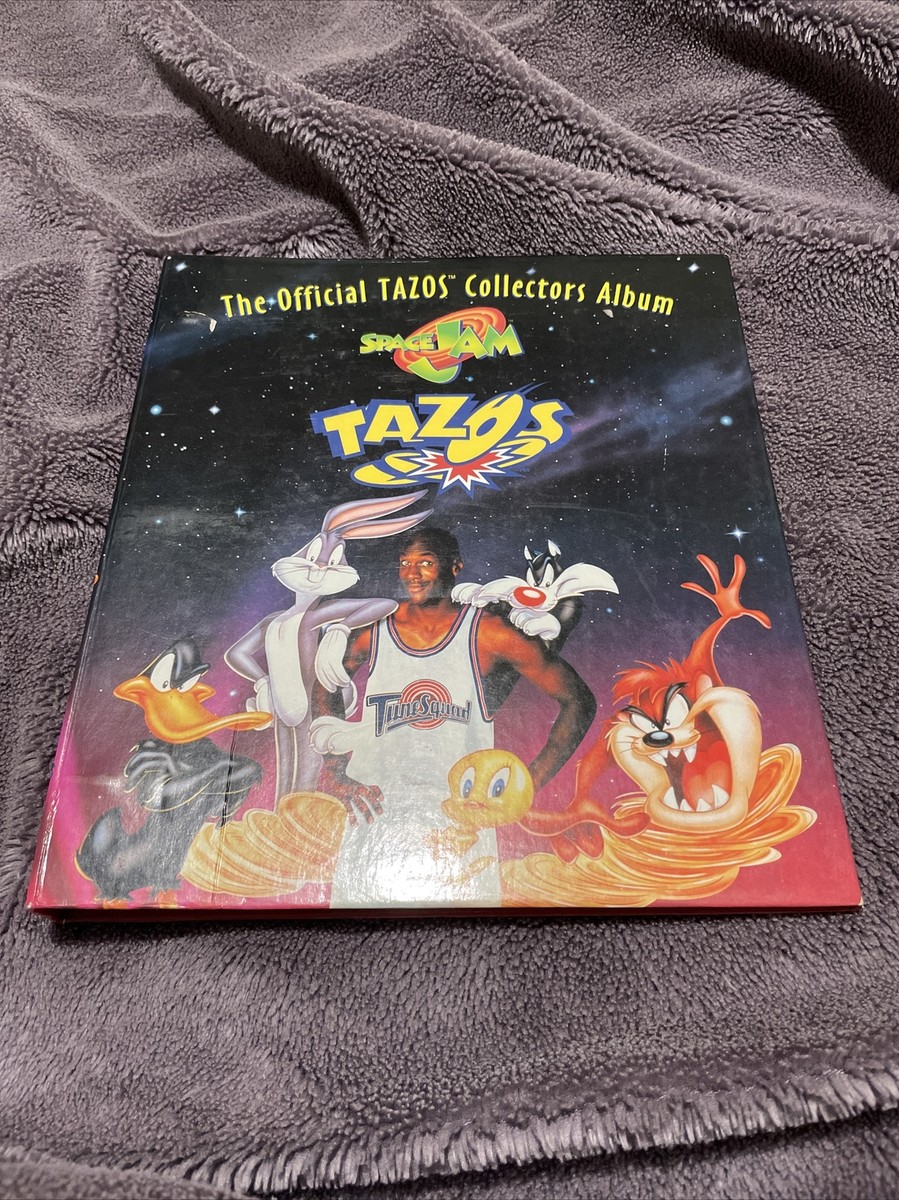 The Official TAZOS™ Collectors Album
SPACE JAM
TAZOS
TuneSquad